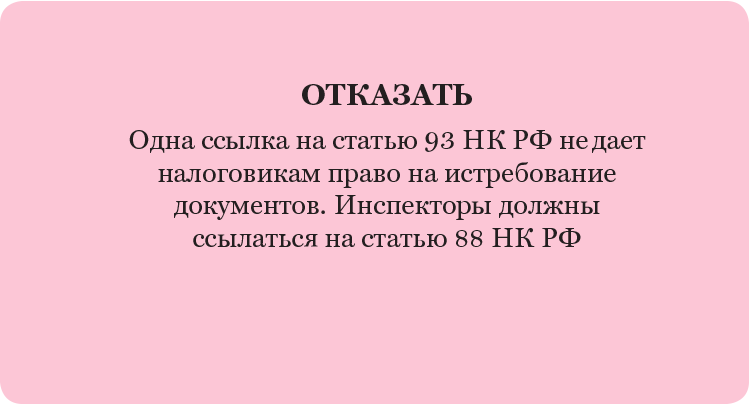 ОТКАЗАТЬ
Одна ссылка на статью 93 НК РФ не дает
налоговикам право на истребование
документов. Инспекторы должны
ссылаться на статью 88 НК РФ